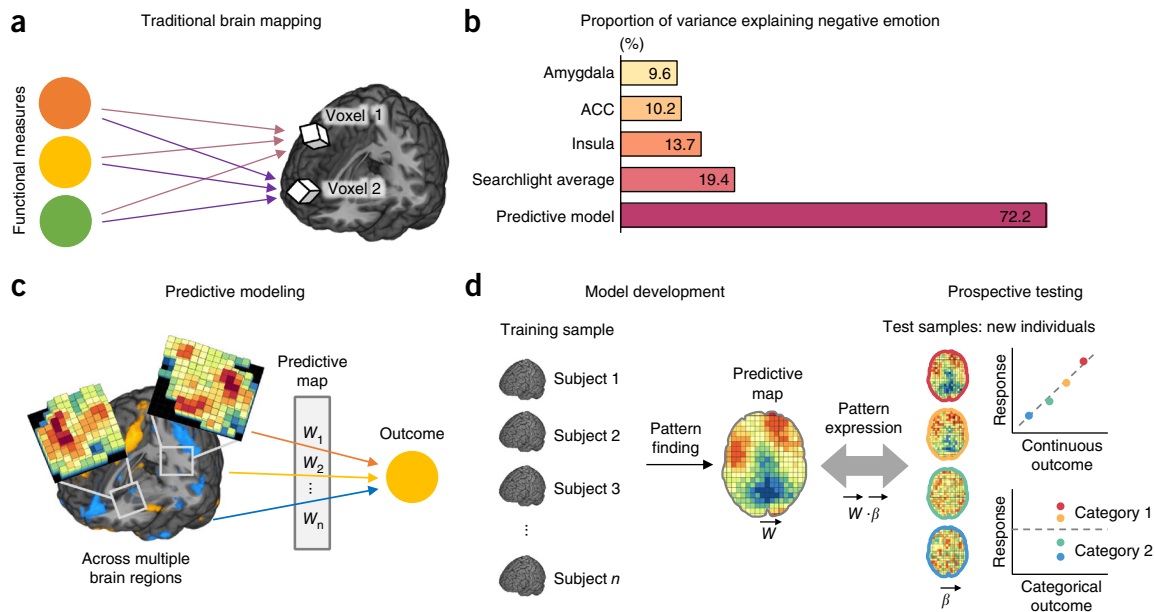 a
Traditional brain mapping
Functional measures
Voxel 1
Voxel 2
b
Proportion of variance explaining negative emotion
(%)
Amygdala
9.6
ACC
10.2
Insula
13.7
Searchlight average
19.4
Predictive model
72.2
c
Predictive modeling
Predictive
map
W1
W2
⋮
Wn
Outcome
Across multiple
brain regions
d
Model development
Training sample
Subject 1
Subject 2
Subject 3
⋮
Subject n
Pattern
finding
Predictive
map
W
Pattern
expression
W · β
Prospective testing
Test samples: new individuals
β
Response
Continuous
outcome
Response
Category 1
Category 2
Categorical
outcome